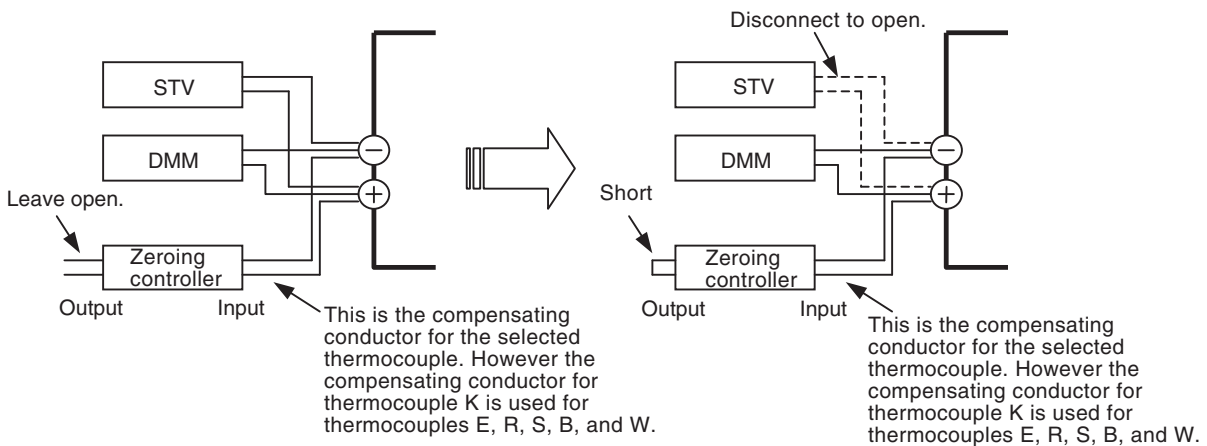 STV
DMM
Leave open.
Zeroing
controller
Output
Input
−
+
This is the compensating
conductor for the selected
thermocouple. However the
compensating conductor for
thermocouple K is used for
thermocouples E, R, S, B, and W.
Disconnect to open.
STV
DMM
Short
Zeroing
controller
Output
Input
−
+
This is the compensating
conductor for the selected
thermocouple. However the
compensating conductor for
thermocouple K is used for
thermocouples E, R, S, B, and W.